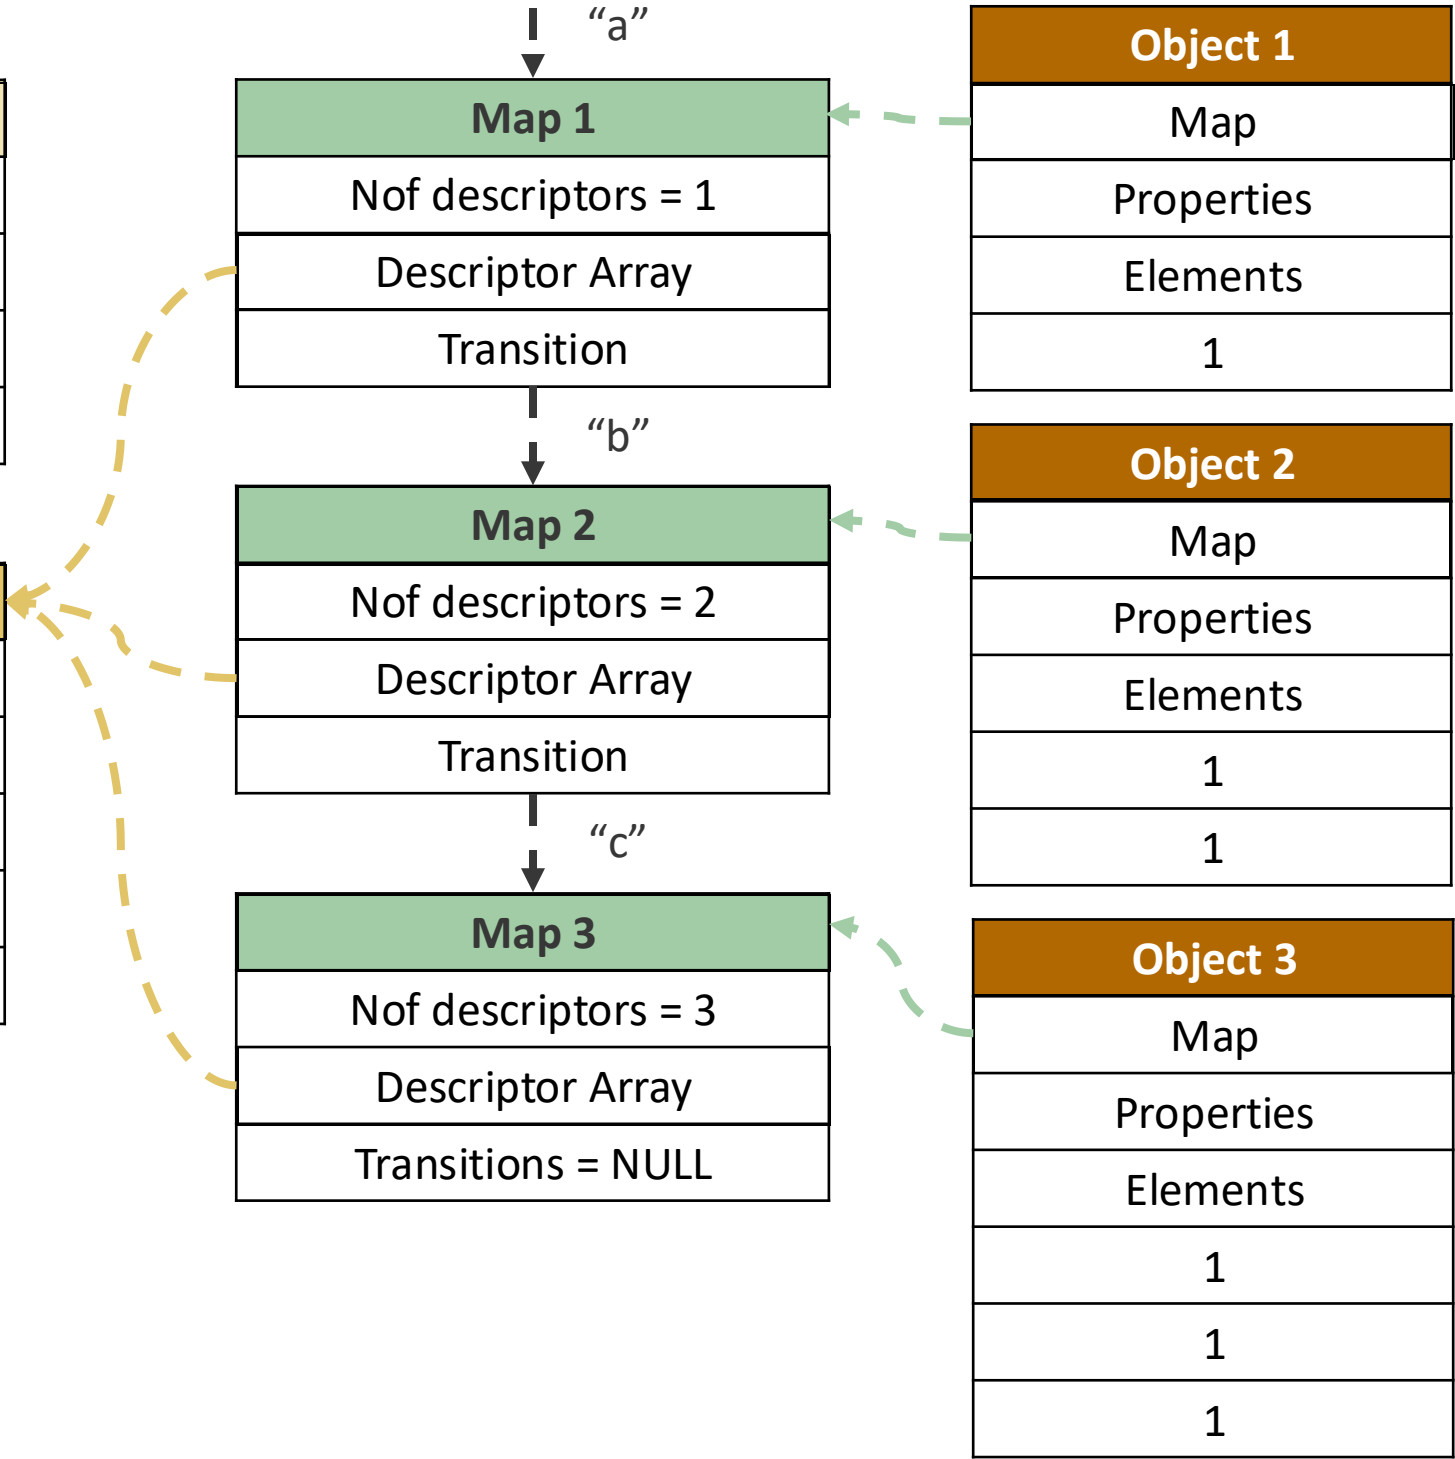 “a”
Map 1
Nof descriptors = 1
Descriptor Array
Transition
“b”
Map 2
Nof descriptors = 2
Descriptor Array
Transition
“c”
Map 3
Nof descriptors = 3
Descriptor Array
Transitions = NULL
Object 1
Map
Properties
Elements
1
Object 2
Map
Properties
Elements
1
1
Object 3
Map
Properties
Elements
1
1
1